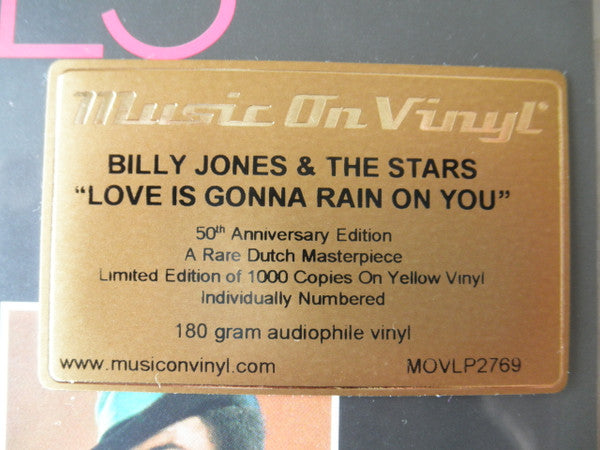 Music On Vinyl®
BILLY JONES & THE STARS
“LOVE IS GONNA RAIN ON YOU”
50th Anniversary Edition
A Rare Dutch Masterpiece
Limited Edition of 1000 Copies On Yellow Vinyl
Individually Numbered
180 gram audiophile vinyl
www.musiconvinyl.com MOVLP2769